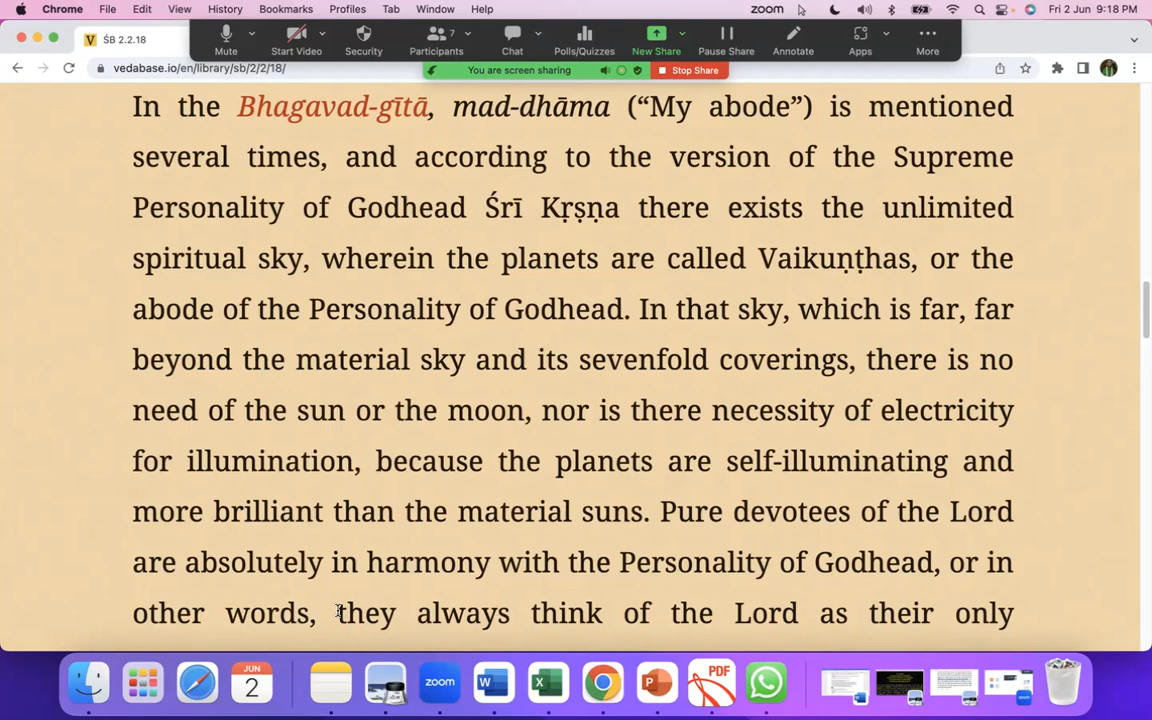 Chrome File Edit View History Bookmarks Profiles Tab Window Help zoom Fri 2 Jun 9:18 PM
ŚB 2.2.18
Mute Start Video Security Participants 7 Chat Polls/Quizzes New Share Pause Share Annotate Apps More
vedabase.io/en/library/sb/2/2/18/
You are screen sharing Stop Share
In the Bhagavad-gītā, mad-dhāma (“My abode”) is mentioned
several times, and according to the version of the Supreme
Personality of Godhead Śrī Kṛṣṇa there exists the unlimited
spiritual sky, wherein the planets are called Vaikuṇṭhas, or the
abode of the Personality of Godhead. In that sky, which is far, far
beyond the material sky and its sevenfold coverings, there is no
need of the sun or the moon, nor is there necessity of electricity
for illumination, because the planets are self-illuminating and
more brilliant than the material suns. Pure devotees of the Lord
are absolutely in harmony with the Personality of Godhead, or in
other words, they always think of the Lord as their only
JUN
2 zoom W X P PDF